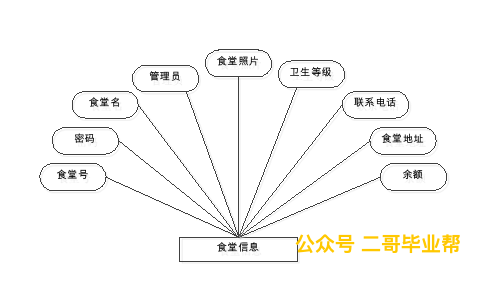 食堂照片
管理员
卫生等级
食堂名
联系电话
密码
食堂地址
食堂号
余额
食堂信息
公众号 二哥毕业帮